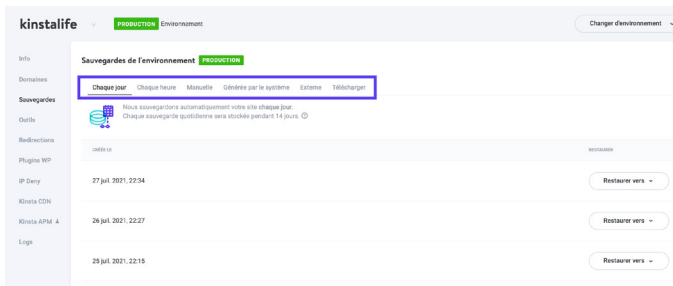 kinstalife
PRODUCTION Environnement
Changer d'environnement
Info
Domaines
Sauvegardes
Outils
Redirections
Plugins WP
IP Deny
Kinsta CDN
Kinsta APM
Logs
Sauvegardes de l'environnement PRODUCTION
Chaque jour Chaque heure Manuelle Générée par le système Externe Télécharger
Nous sauvegardons automatiquement votre site chaque jour.
Chaque sauvegarde quotidienne sera stockée pendant 14 jours.
CRÉÉE LE RESTAURER
27 juil. 2021, 22:34 Restaurer vers
26 juil. 2021, 22:27 Restaurer vers
25 juil. 2021, 22:15 Restaurer vers